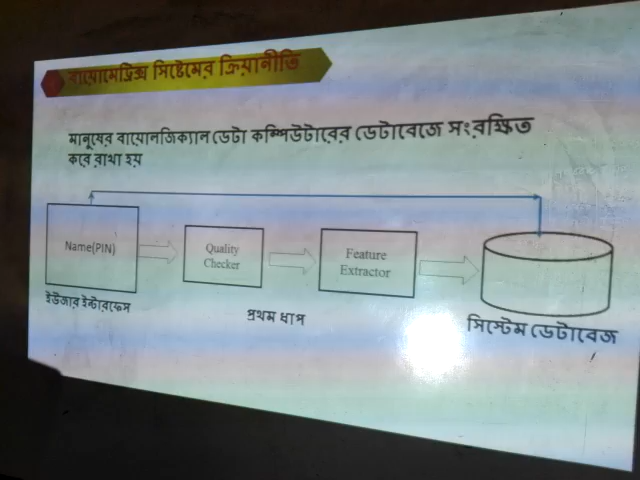 বায়োমেট্রিক্স সিষ্টেমের ক্রিয়ানীতি
মানুষের বায়োলজিক্যাল ডেটা কম্পিউটারের ডেটাবেজে সংরক্ষিত
করে রাখা হয়
Name(PIN)
Quality
Checker
Feature
Extractor
ইউজার ইন্টারফেস
প্রথম ধাপ
সিস্টেম ডেটাবেজ